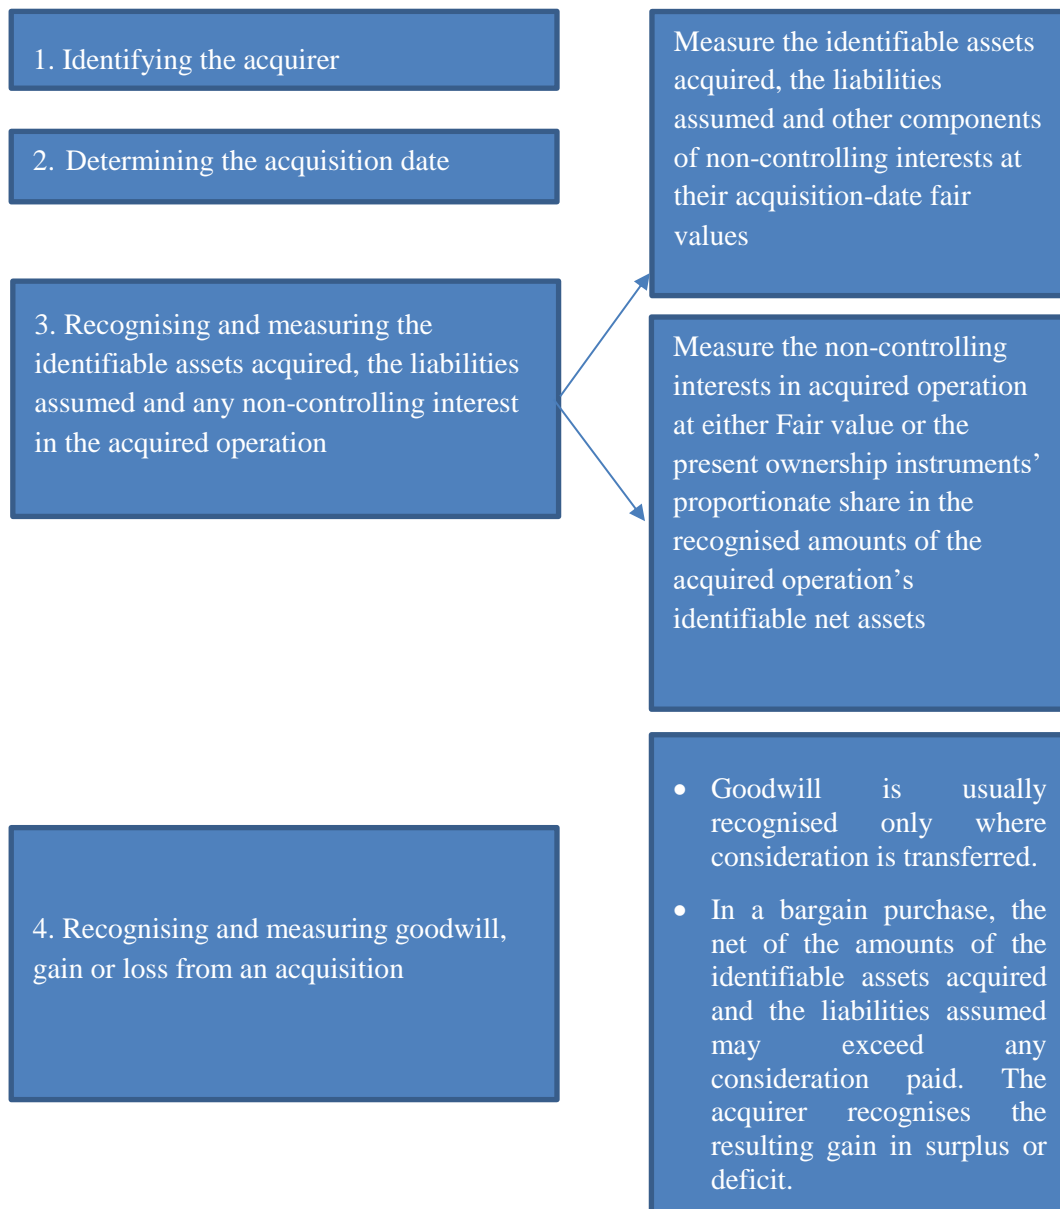 1. Identifying the acquirer
2. Determining the acquisition date
3. Recognising and measuring the
identifiable assets acquired, the liabilities
assumed and any non-controlling interest
in the acquired operation
Measure the identifiable assets
acquired, the liabilities
assumed and other components
of non-controlling interests at
their acquisition-date fair
values
Measure the non-controlling
interests in acquired operation
at either Fair value or the
present ownership instruments’
proportionate share in the
recognised amounts of the
acquired operation’s
identifiable net assets
4. Recognising and measuring goodwill,
gain or loss from an acquisition
• Goodwill is usually
recognised only where
consideration is transferred.
• In a bargain purchase, the
net of the amounts of the
identifiable assets acquired
and the liabilities assumed
may exceed any
consideration paid. The
acquirer recognises the
resulting gain in surplus or
deficit.